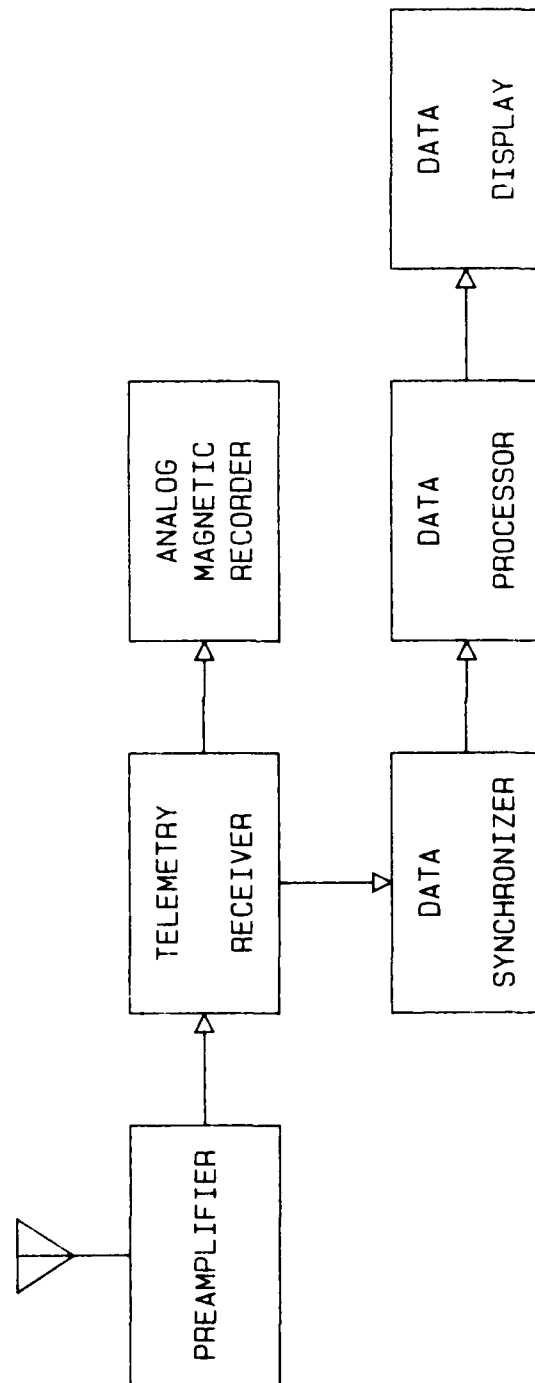 PREAMPLIFIER
TELEMETRY
RECEIVER
ANALOG
MAGNETIC
RECORDER
DATA
SYNCHRONIZER
DATA
PROCESSOR
DATA
DISPLAY